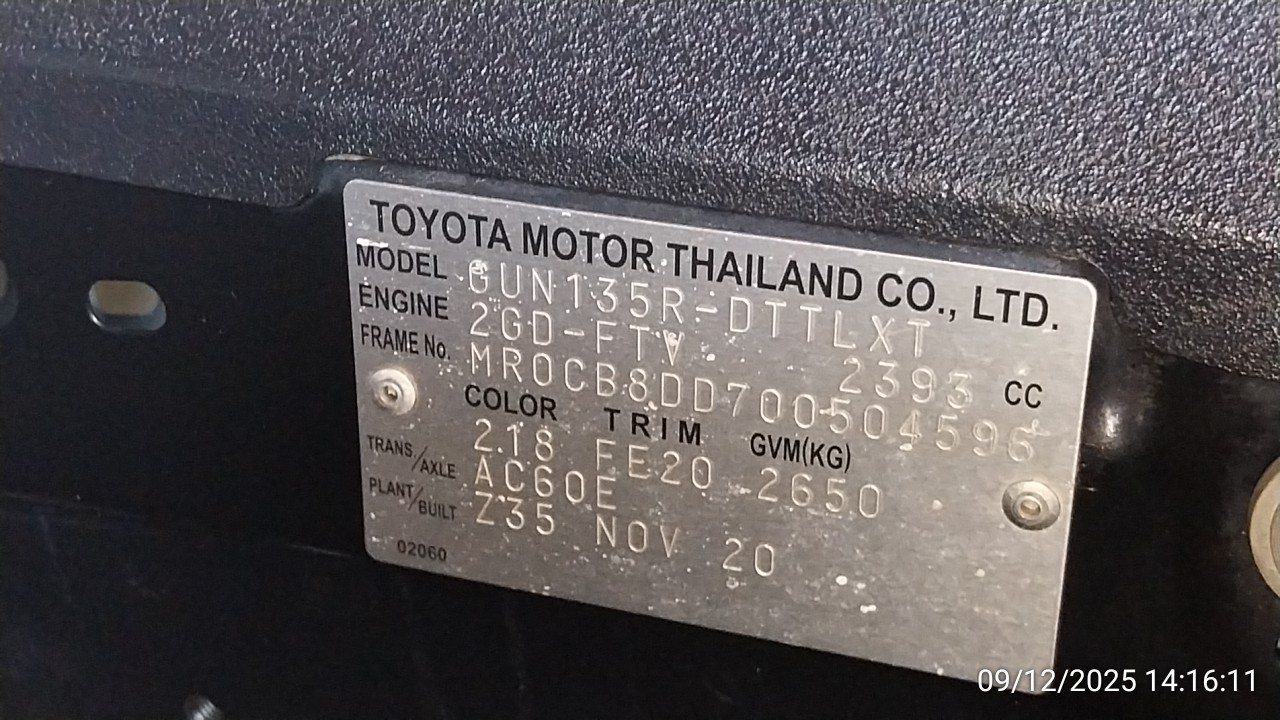 TOYOTA MOTOR THAILAND CO., LTD.
MODEL GUN135R-DTTLXT
ENGINE 2GD-FTV 2393 CC
FRAME No. MR0CB8DD700504596
COLOR TRIM GVM(KG)
218 FE20 2650
TRANS/AXLE AC60E
PLANT/BUILT Z35 NOV 20
02060
09/12/2025 14:16:11